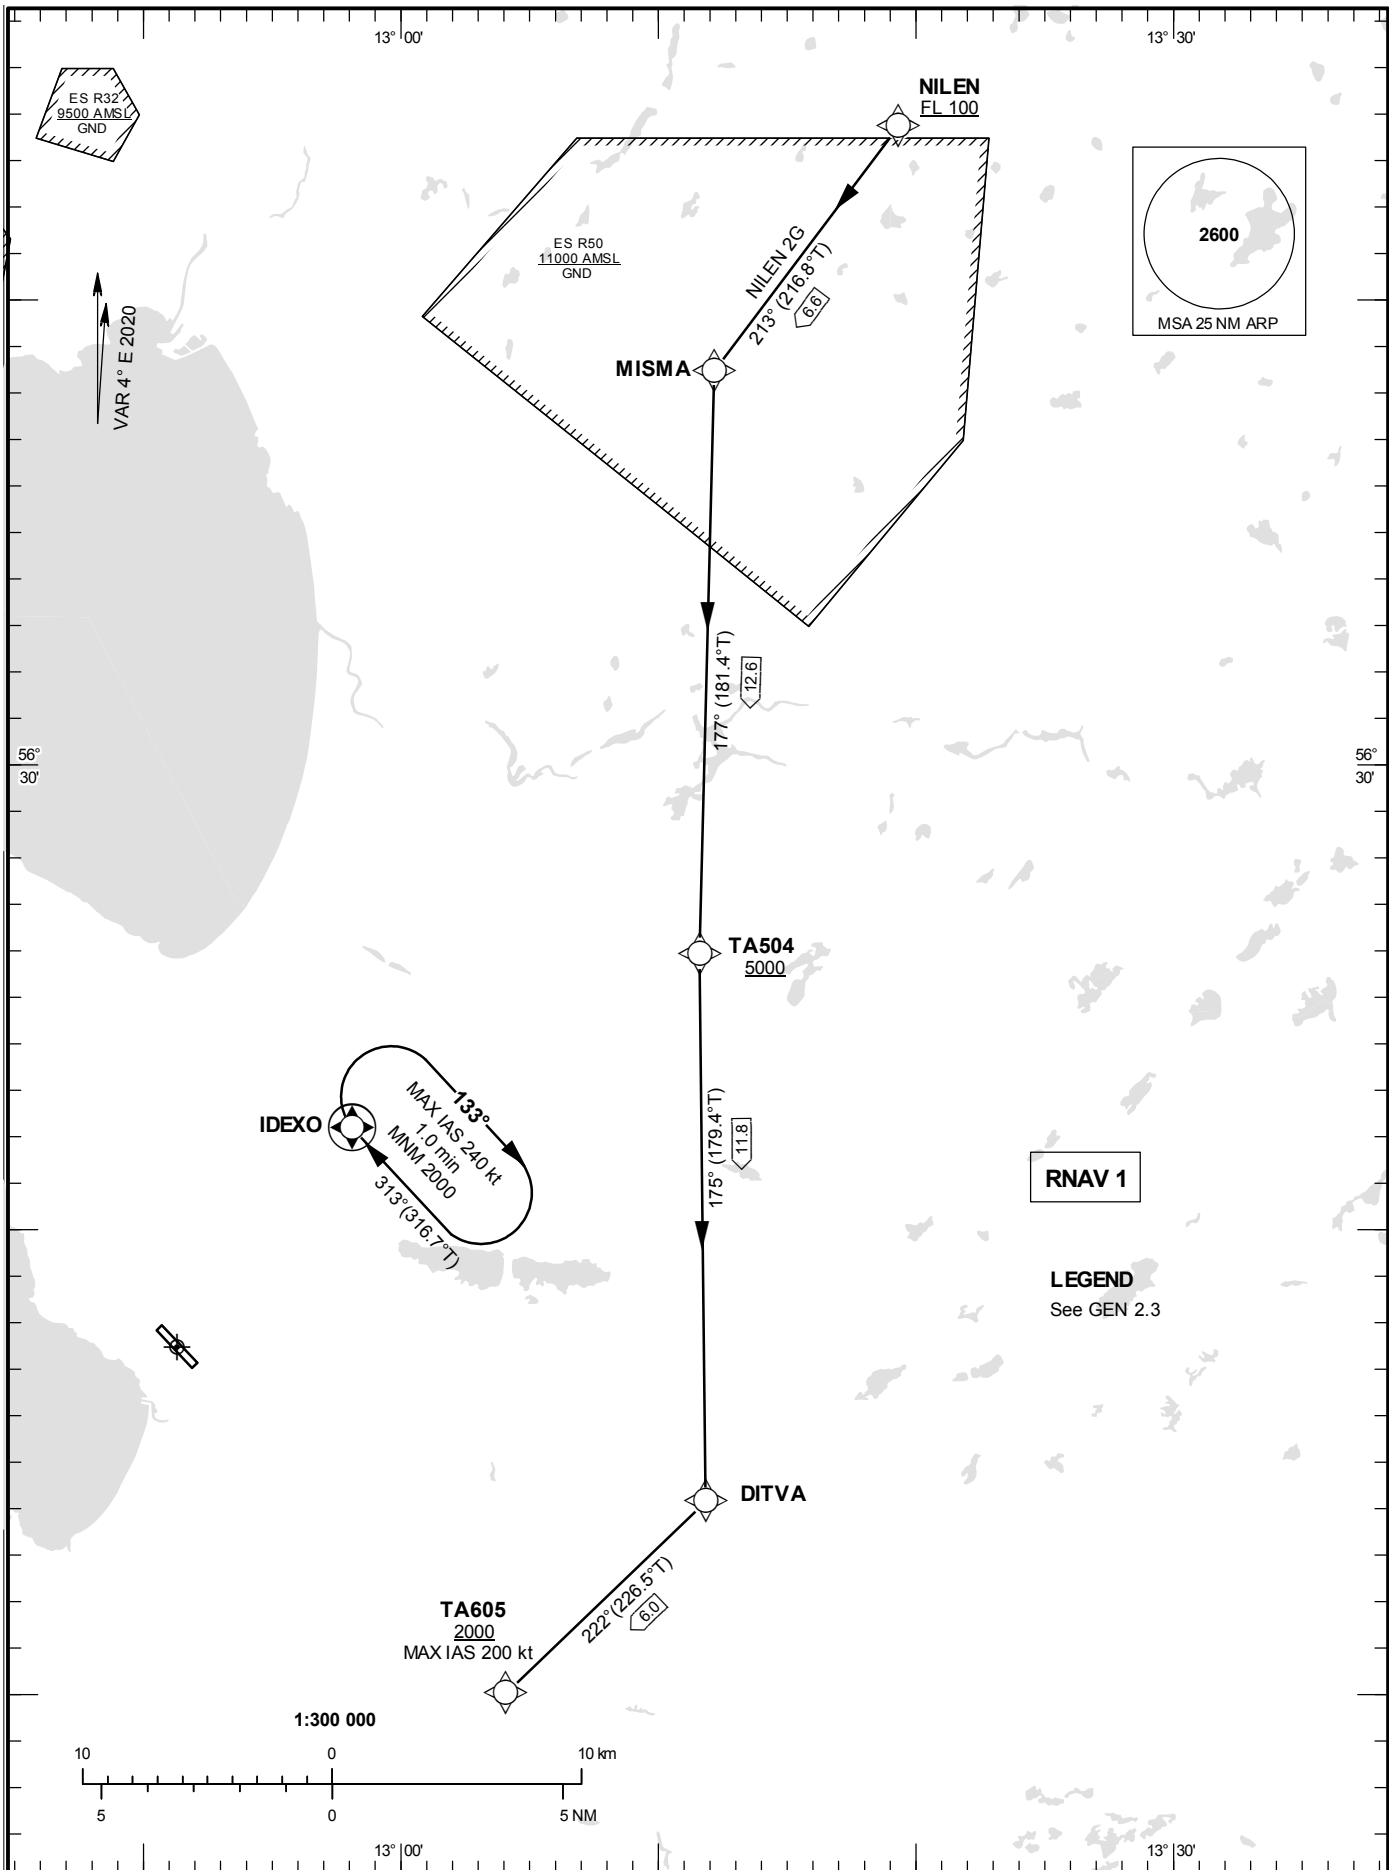 13° 00'
13° 30'
NILEN
FL 100
ES R32
9500 AMSL
GND
2600
MSA 25 NM ARP
ES R50
11000 AMSL
GND
NILEN 2G
213° (216.8°T)
6.6
VAR 4° E 2020
MISMA
177° (181.4°T)
12.6
56°
30'
56°
30'
TA504
5000
IDEXO
133°
MAX IAS 240 kt
1.0 min
MNM 2000
313°(316.7°T)
175° (179.4°T)
11.8
RNAV 1
LEGEND
See GEN 2.3
DITVA
222°(226.5°T)
6.0
TA605
2000
MAX IAS 200 kt
1:300 000
10 0 10 km
5 0 5 NM
13° 00'
13° 30'